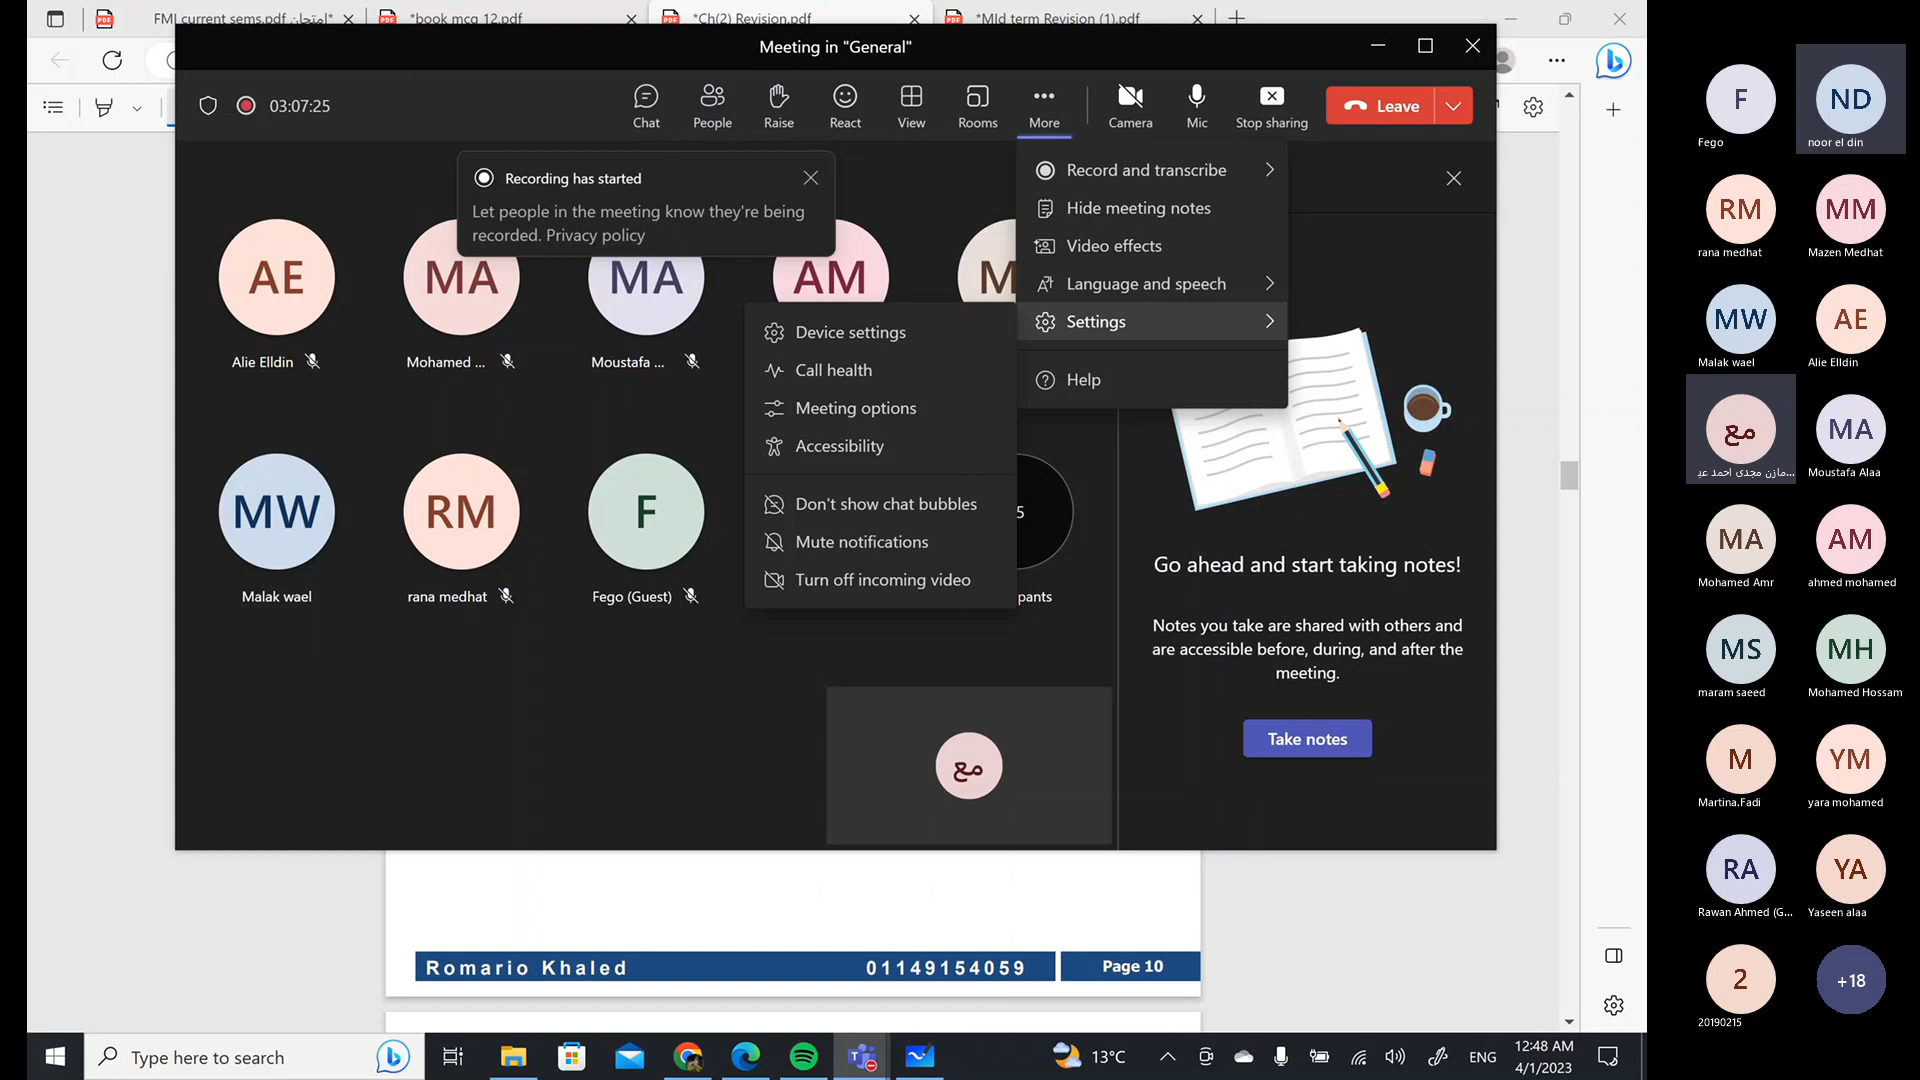 FMI current sems.pdf امتحان*
*book mcq 12.pdf
*Ch(2) Revision.pdf
*MId term Revision (1).pdf
Meeting in "General"
03:07:25
Chat
People
Raise
React
View
Rooms
More
Camera
Mic
Stop sharing
Leave
Recording has started
Let people in the meeting know they're being
recorded. Privacy policy
Record and transcribe
Hide meeting notes
Video effects
Language and speech
Settings
Help
Device settings
Call health
Meeting options
Accessibility
Don't show chat bubbles
Mute notifications
Turn off incoming video
AE
MA
MA
AM
M
Alie Elldin
Mohamed ...
Moustafa ...
MW
RM
F
5
Malak wael
rana medhat
Fego (Guest)
pants
مع
Go ahead and start taking notes!
Notes you take are shared with others and
are accessible before, during, and after the
meeting.
Take notes
Romario Khaled
01149154059
Page 10
F
ND
Fego
noor el din
RM
MM
rana medhat
Mazen Medhat
MW
AE
Malak wael
Alie Elldin
مع
MA
مازن مجدى احمد عبـ...
Moustafa Alaa
MA
AM
Mohamed Amr
ahmed mohamed
MS
MH
maram saeed
Mohamed Hossam
M
YM
Martina.Fadi
yara mohamed
RA
YA
Rawan Ahmed (G...
Yaseen alaa
2
+18
20190215
Type here to search
13°C
ENG
12:48 AM
4/1/2023